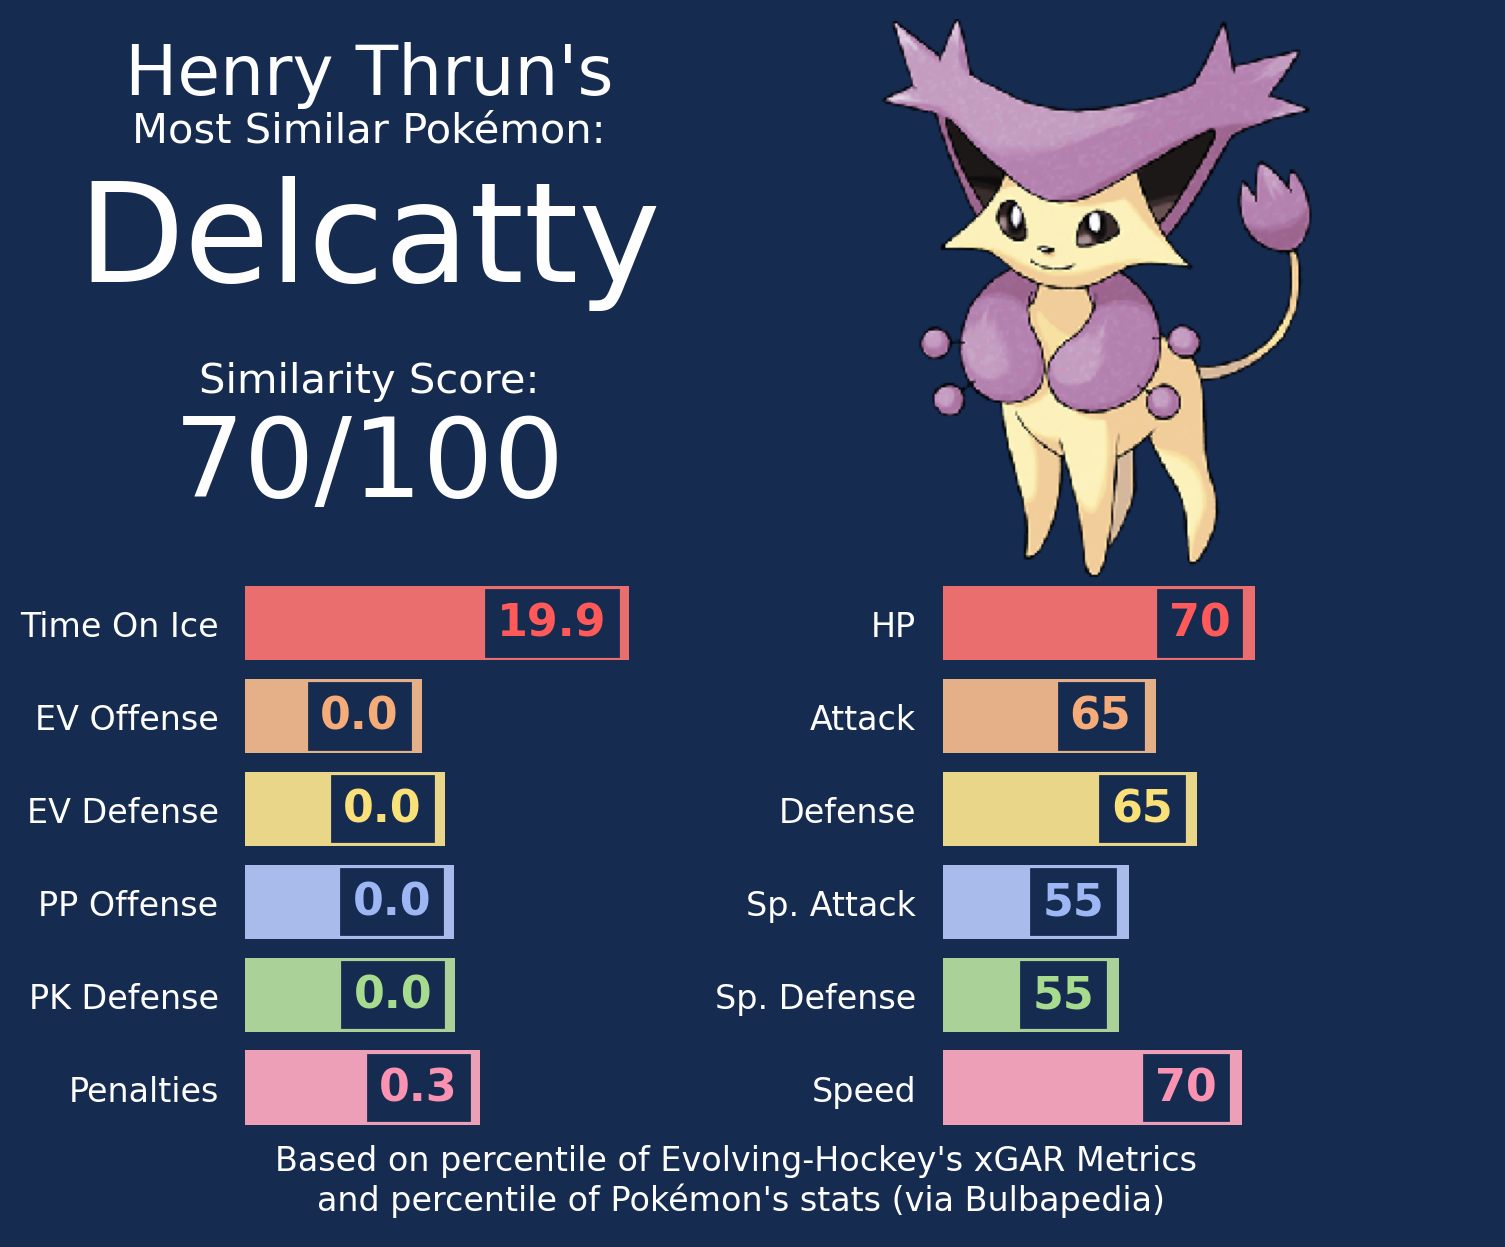 Henry Thrun's
Most Similar Pokémon:
Delcatty
Similarity Score:
70/100
Time On Ice 19.9
EV Offense 0.0
EV Defense 0.0
PP Offense 0.0
PK Defense 0.0
Penalties 0.3
HP 70
Attack 65
Defense 65
Sp. Attack 55
Sp. Defense 55
Speed 70
Based on percentile of Evolving-Hockey's xGAR Metrics
and percentile of Pokémon's stats (via Bulbapedia)